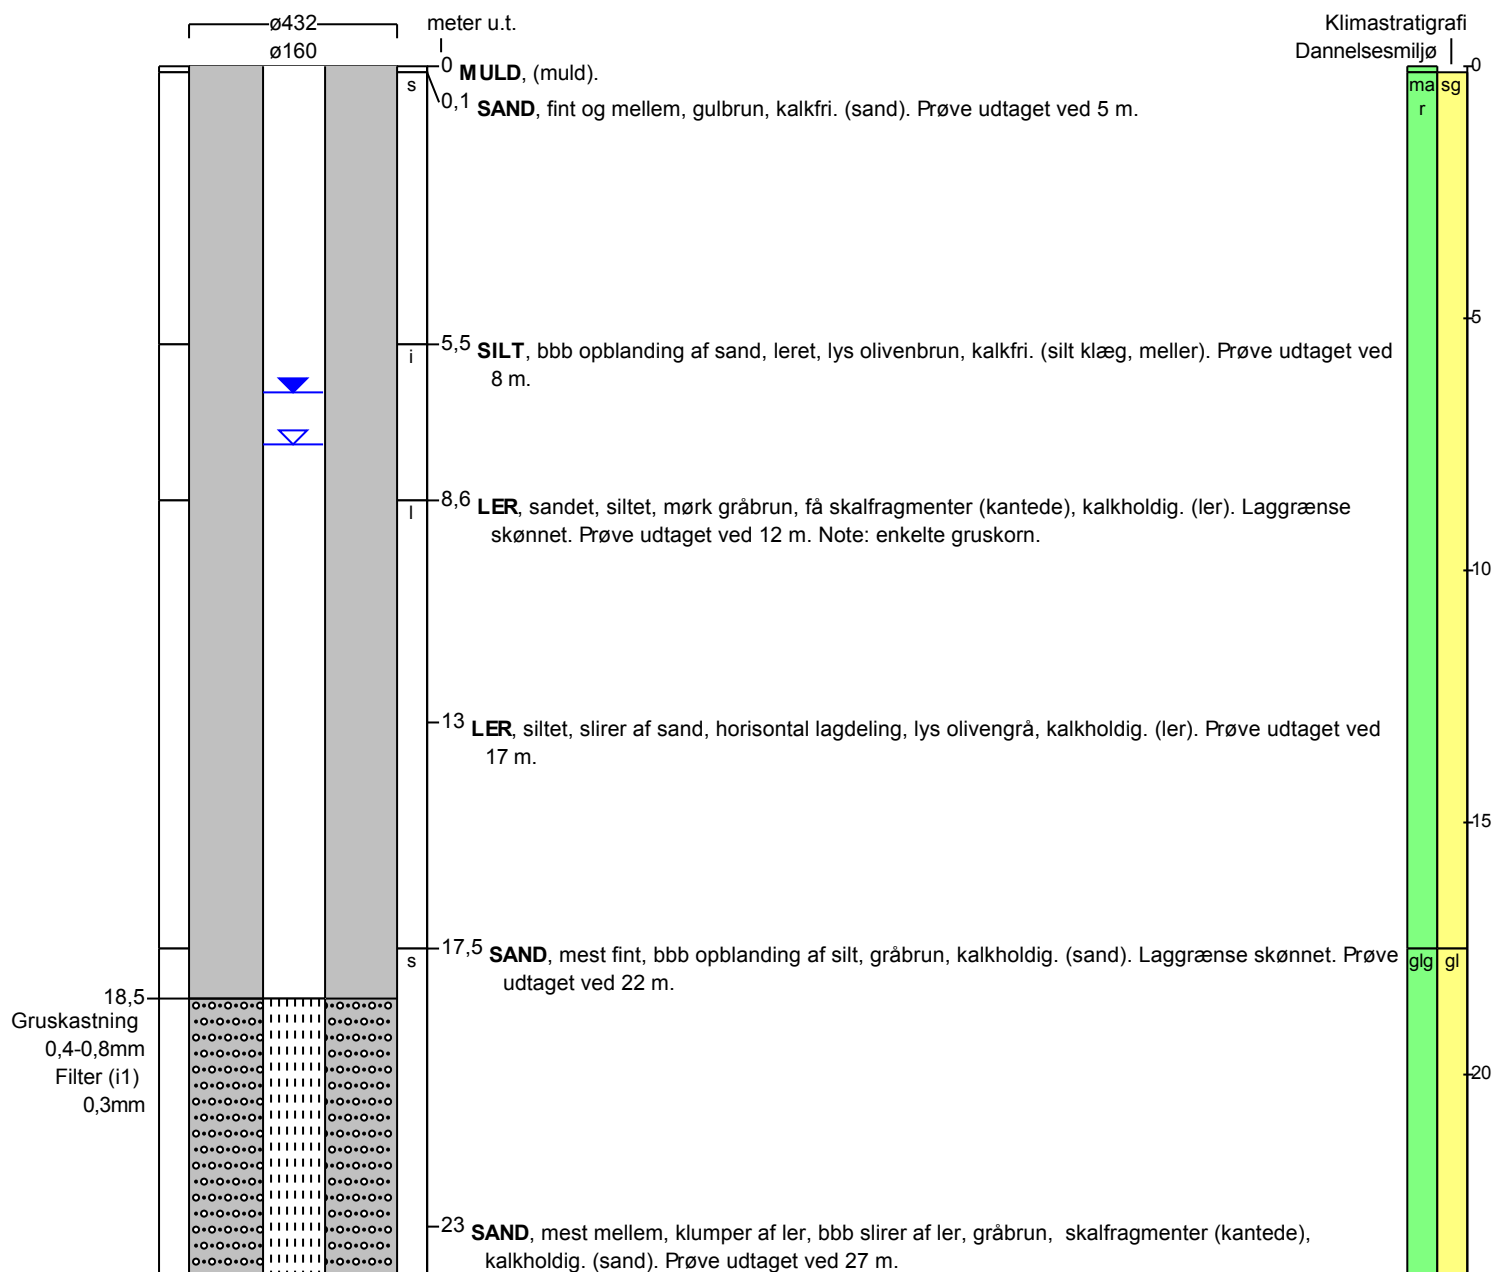 ø432
meter u.t.
Klimastratigrafi
ø160
Dannelsesmiljø
0
MULD, (muld).
0
s
ma
sg
0,1
SAND, fint og mellem, gulbrun, kalkfri. (sand). Prøve udtaget ved 5 m.
r
5
5,5
SILT, bbb opblanding af sand, leret, lys olivenbrun, kalkfri. (silt klæg, meller). Prøve udtaget ved
i
8 m.
8,6
LER, sandet, siltet, mørk gråbrun, få skalfragmenter (kantede), kalkholdig. (ler). Laggrænse
l
skønnet. Prøve udtaget ved 12 m. Note: enkelte gruskorn.
10
13
LER, siltet, slirer af sand, horisontal lagdeling, lys olivengrå, kalkholdig. (ler). Prøve udtaget ved
17 m.
15
17,5
SAND, mest fint, bbb opblanding af silt, gråbrun, kalkholdig. (sand). Laggrænse skønnet. Prøve
s
glg
gl
udtaget ved 22 m.
18,5
Gruskastning
0,4-0,8mm
Filter (i1)
20
0,3mm
23
SAND, mest mellem, klumper af ler, bbb slirer af ler, gråbrun, skalfragmenter (kantede),
kalkholdig. (sand). Prøve udtaget ved 27 m.